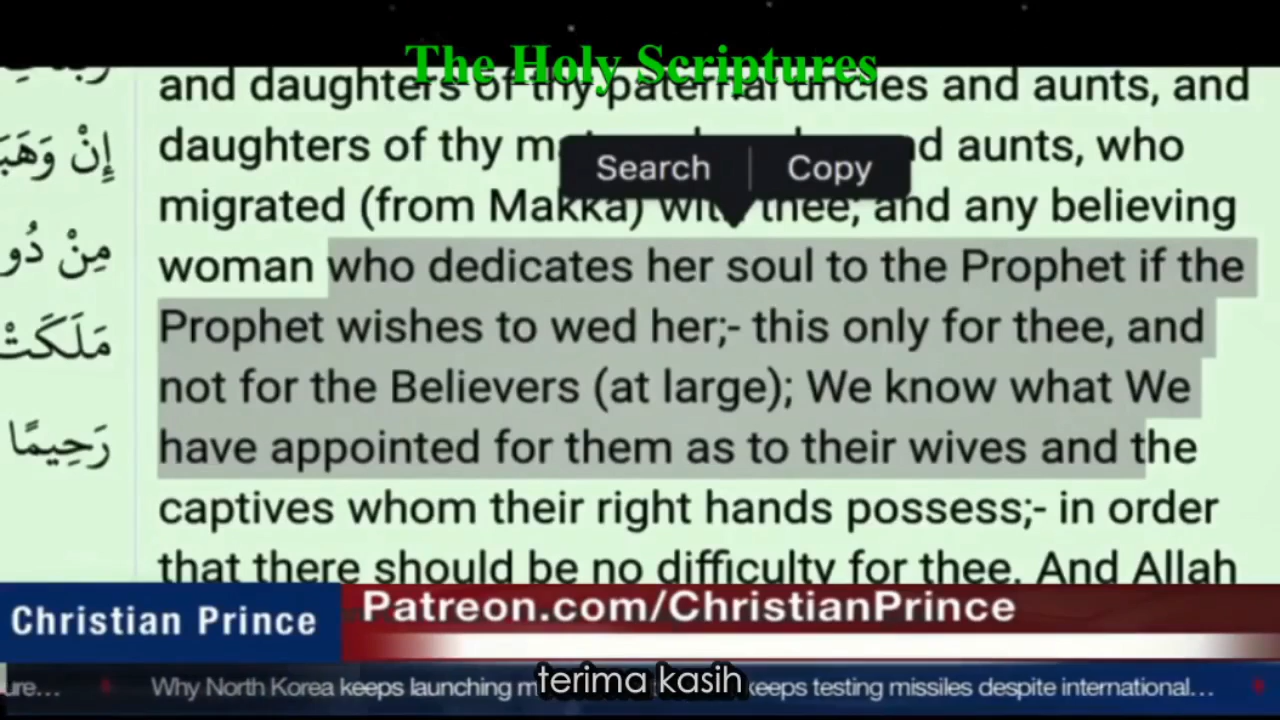 The Holy Scriptures
and daughters of thy paternal uncles and aunts, and
daughters of thy ma and aunts, who
Search | Copy
migrated (from Makka) with thee; and any believing
woman who dedicates her soul to the Prophet if the
Prophet wishes to wed her;- this only for thee, and
not for the Believers (at large); We know what We
have appointed for them as to their wives and the
captives whom their right hands possess;- in order
that there should be no difficulty for thee. And Allah
إِنْ وَهَبَ
مِنْ دُو
مَلَكَتْ
رَحِيمًا
Christian Prince
Patreon.com/ChristianPrince
terima kasih
ure... Why North Korea keeps launching m keeps testing missiles despite international...